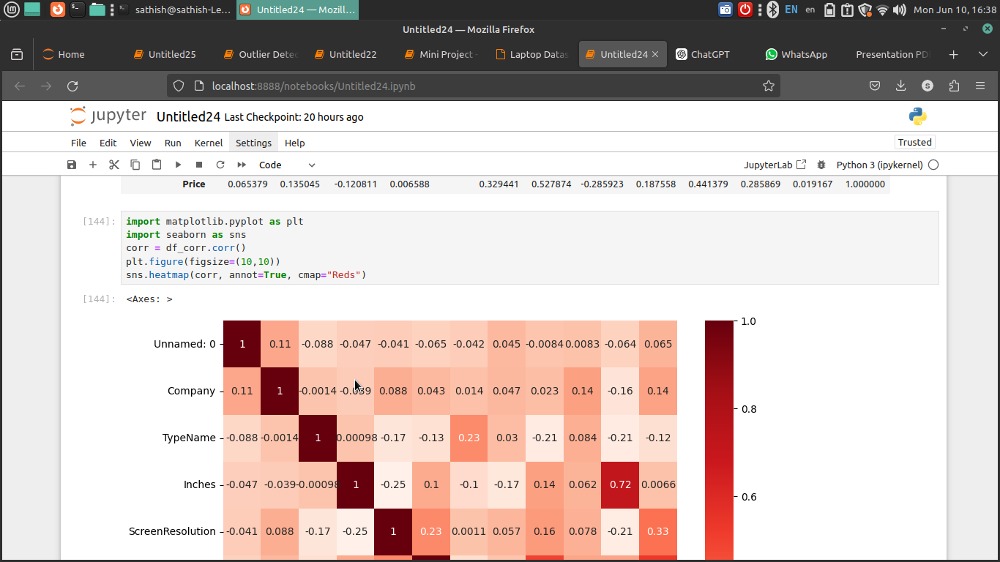 sathish@sathish-Le... Untitled24 — Mozill... EN en Mon Jun 10, 16:38
Untitled24 — Mozilla Firefox
Home Untitled25 Outlier Detec Untitled22 Mini Project - Laptop Datas Untitled24 ChatGPT WhatsApp Presentation PD
localhost:8888/notebooks/Untitled24.ipynb S
jupyter Untitled24 Last Checkpoint: 20 hours ago
File Edit View Run Kernel Settings Help Trusted
Code JupyterLab Python 3 (ipykernel)
Price 0.065379 0.135045 -0.120811 0.006588 0.329441 0.527874 -0.285923 0.187558 0.441379 0.285869 0.019167 1.000000
[144]: import matplotlib.pyplot as plt
import seaborn as sns
corr = df_corr.corr()
plt.figure(figsize=(10,10))
sns.heatmap(corr, annot=True, cmap="Reds")
[144]: <Axes: >
1.0
Unnamed: 0 1 0.11 -0.088 -0.047 -0.041 -0.065 -0.042 0.045 -0.0084 0.0083 -0.064 0.065
Company 0.11 1 -0.0014 -0.039 0.088 0.043 0.014 0.047 0.023 0.14 -0.16 0.14
0.8
TypeName -0.088 -0.0014 1 0.00098 -0.17 -0.13 0.23 0.03 -0.21 0.084 -0.21 -0.12
Inches -0.047 -0.039 -0.00098 1 -0.25 0.1 -0.1 -0.17 0.14 0.062 0.72 0.0066
0.6
ScreenResolution -0.041 0.088 -0.17 -0.25 1 0.23 0.0011 0.057 0.16 0.078 -0.21 0.33